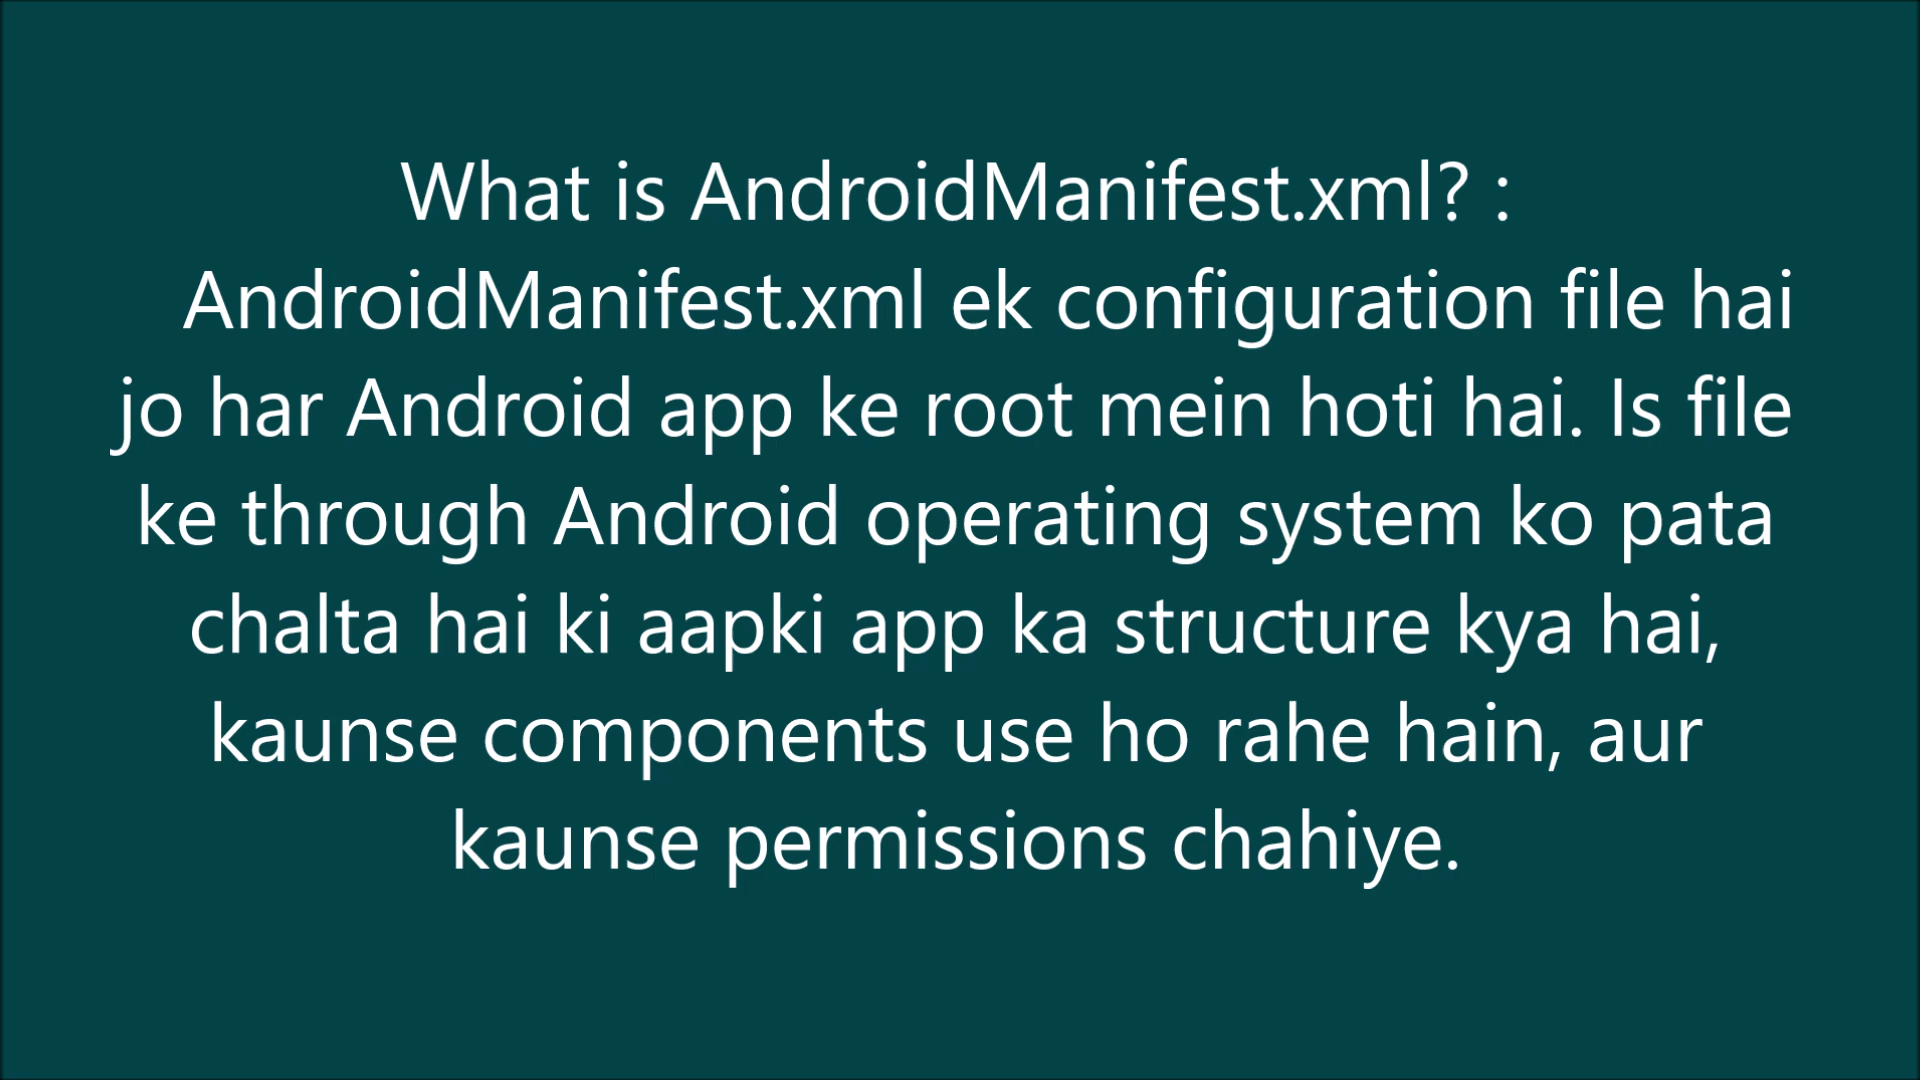 What is AndroidManifest.xml? :
AndroidManifest.xml ek configuration file hai
jo har Android app ke root mein hoti hai. Is file
ke through Android operating system ko pata
chalta hai ki aapki app ka structure kya hai,
kaunse components use ho rahe hain, aur
kaunse permissions chahiye.